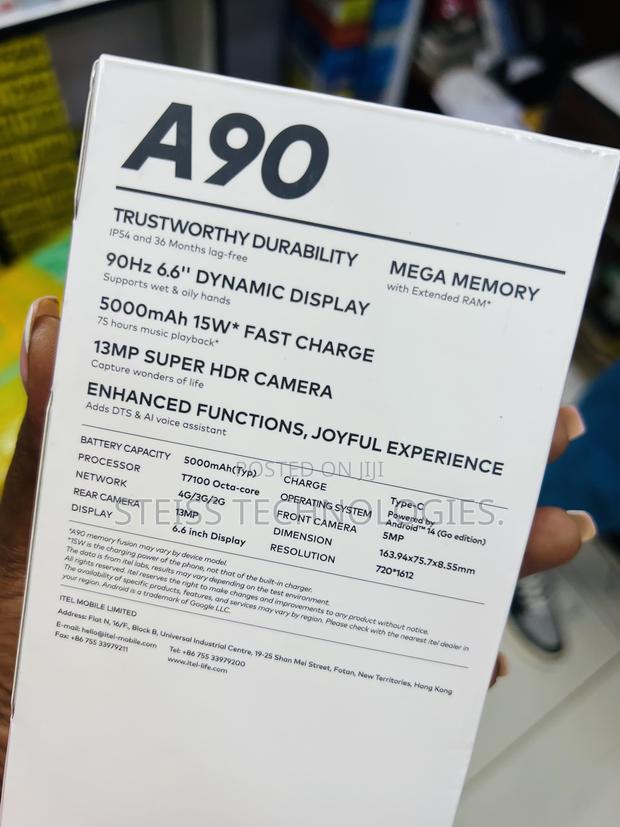 A90
TRUSTWORTHY DURABILITY
IP54 and 36 Months lag-free
MEGA MEMORY
with Extended RAM*
90Hz 6.6'' DYNAMIC DISPLAY
Supports wet & oily hands
5000mAh 15W* FAST CHARGE
75 hours music playback*
13MP SUPER HDR CAMERA
Capture wonders of life
ENHANCED FUNCTIONS, JOYFUL EXPERIENCE
Adds DTS & AI voice assistant
BATTERY CAPACITY 5000mAh(Typ)
PROCESSOR T7100 Octa-core
NETWORK 4G/3G/2G
REAR CAMERA 13MP
DISPLAY 6.6 inch Display
CHARGE Type-C
OPERATING SYSTEM Powered by
Android™ 14 (Go edition)
FRONT CAMERA 5MP
DIMENSION 163.94x75.7x8.55mm
RESOLUTION 720*1612
POSTED ON JIJI
STEISS TECHNOLOGIES.
*A90 memory fusion may vary by device model.
*15W is the charging power of the phone, not that of the built-in charger.
The data is from itel labs, results may vary depending on the test environment.
All rights reserved. itel reserves the right to make changes and improvements to any product without notice.
The availability of specific products, features, and services may vary by region. Please check with the nearest itel dealer in
your region. Android is a trademark of Google LLC.
ITEL MOBILE LIMITED
Address: Flat N, 16/F., Block B, Universal Industrial Centre, 19-25 Shan Mei Street, Fotan, New Territories, Hong Kong
E-mail: hello@itel-mobile.com Tel: +86 755 33979200
Fax: +86 755 33979211 www.itel-life.com